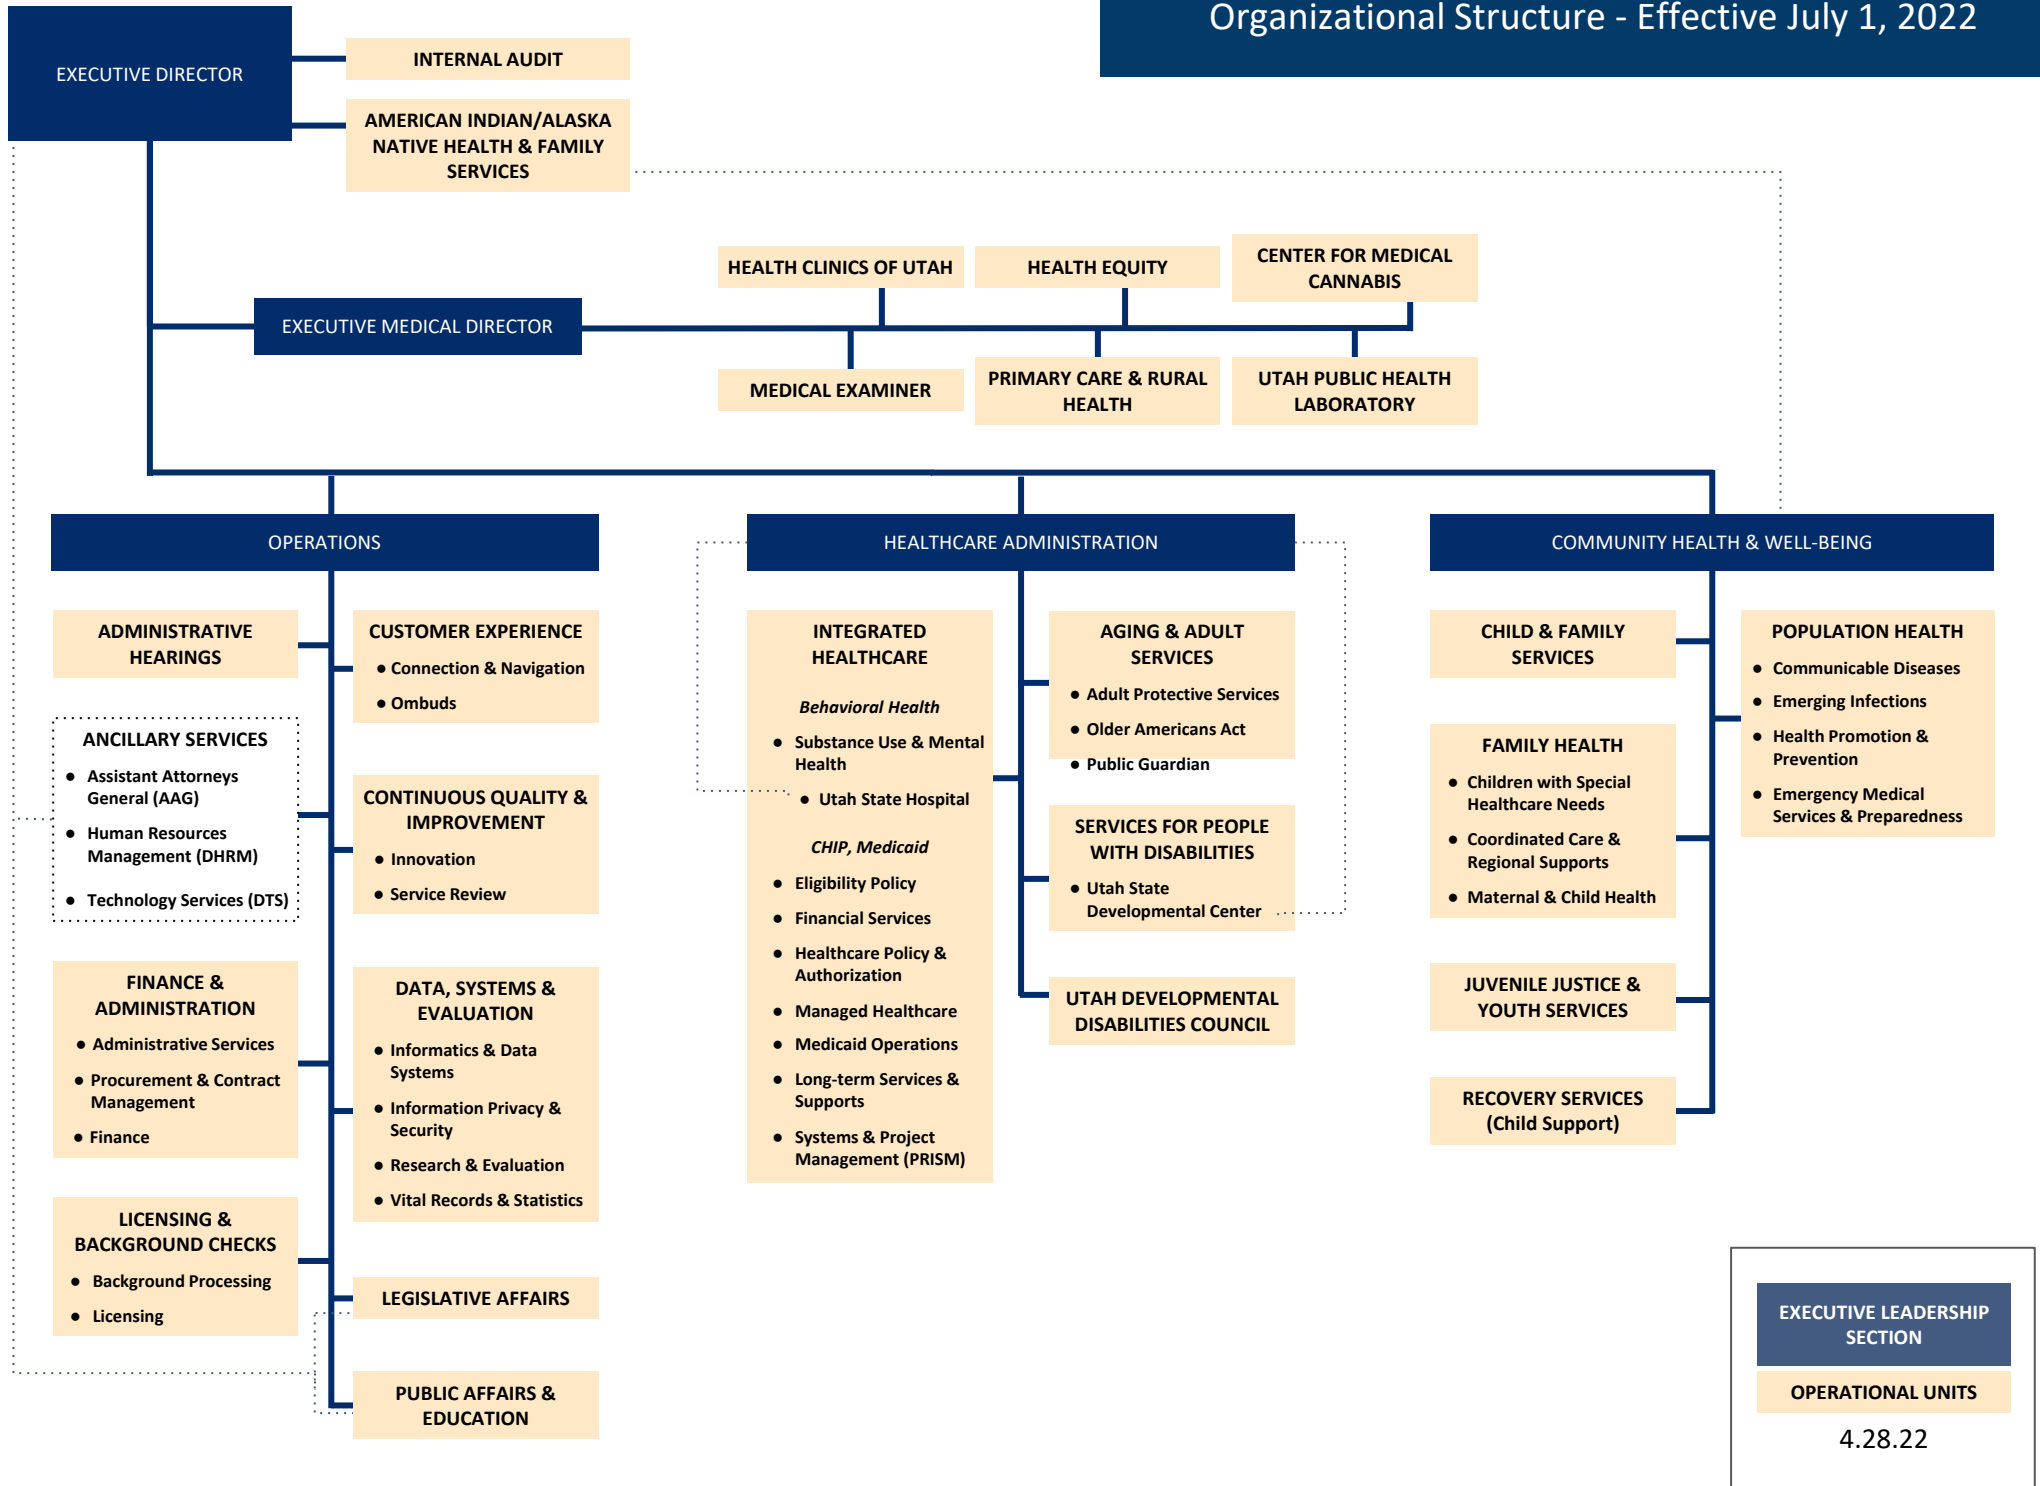 Organizational Structure - Effective July 1, 2022
EXECUTIVE DIRECTOR
INTERNAL AUDIT
AMERICAN INDIAN/ALASKA
NATIVE HEALTH & FAMILY
SERVICES
HEALTH CLINICS OF UTAH
HEALTH EQUITY
CENTER FOR MEDICAL
CANNABIS
EXECUTIVE MEDICAL DIRECTOR
MEDICAL EXAMINER
PRIMARY CARE & RURAL
HEALTH
UTAH PUBLIC HEALTH
LABORATORY
OPERATIONS
ADMINISTRATIVE
HEARINGS
ANCILLARY SERVICES
● Assistant Attorneys
General (AAG)
● Human Resources
Management (DHRM)
● Technology Services (DTS)
FINANCE &
ADMINISTRATION
● Administrative Services
● Procurement & Contract
Management
● Finance
LICENSING &
BACKGROUND CHECKS
● Background Processing
● Licensing
CUSTOMER EXPERIENCE
● Connection & Navigation
● Ombuds
CONTINUOUS QUALITY &
IMPROVEMENT
● Innovation
● Service Review
DATA, SYSTEMS &
EVALUATION
● Informatics & Data
Systems
● Information Privacy &
Security
● Research & Evaluation
● Vital Records & Statistics
LEGISLATIVE AFFAIRS
PUBLIC AFFAIRS &
EDUCATION
HEALTHCARE ADMINISTRATION
INTEGRATED
HEALTHCARE
Behavioral Health
● Substance Use & Mental
Health
● Utah State Hospital
CHIP, Medicaid
● Eligibility Policy
● Financial Services
● Healthcare Policy &
Authorization
● Managed Healthcare
● Medicaid Operations
● Long-term Services &
Supports
● Systems & Project
Management (PRISM)
AGING & ADULT
SERVICES
● Adult Protective Services
● Older Americans Act
● Public Guardian
SERVICES FOR PEOPLE
WITH DISABILITIES
● Utah State
Developmental Center
UTAH DEVELOPMENTAL
DISABILITIES COUNCIL
COMMUNITY HEALTH & WELL-BEING
CHILD & FAMILY
SERVICES
FAMILY HEALTH
● Children with Special
Healthcare Needs
● Coordinated Care &
Regional Supports
● Maternal & Child Health
JUVENILE JUSTICE &
YOUTH SERVICES
RECOVERY SERVICES
(Child Support)
POPULATION HEALTH
● Communicable Diseases
● Emerging Infections
● Health Promotion &
Prevention
● Emergency Medical
Services & Preparedness
EXECUTIVE LEADERSHIP
SECTION
OPERATIONAL UNITS
4.28.22